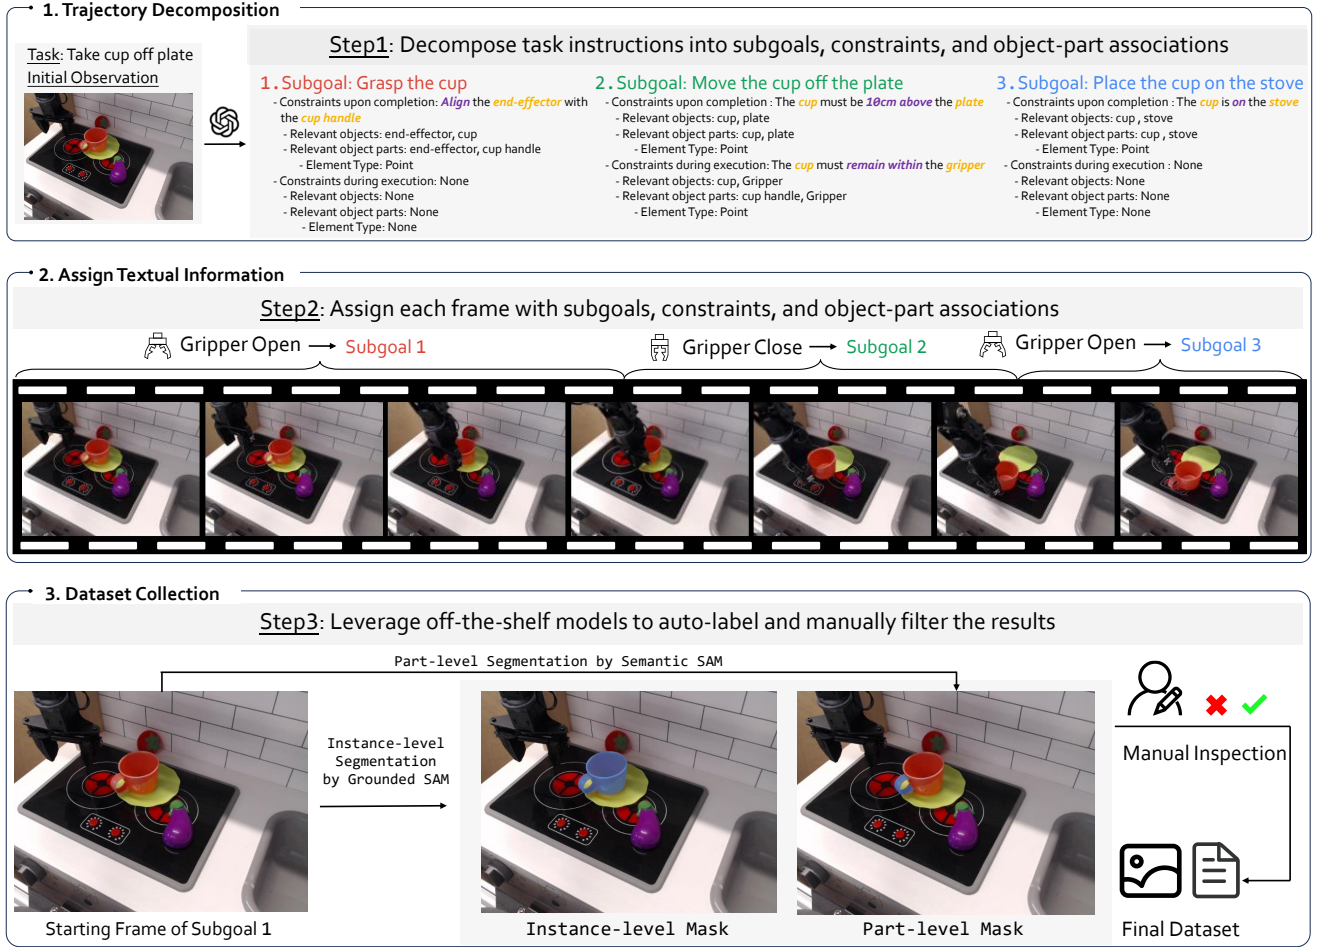 1. Trajectory Decomposition
Step1: Decompose task instructions into subgoals, constraints, and object-part associations
Task: Take cup off plate
Initial Observation
1.Subgoal: Grasp the cup
- Constraints upon completion: Align the end-effector with
the cup handle
- Relevant objects: end-effector, cup
- Relevant object parts: end-effector, cup handle
- Element Type: Point
- Constraints during execution: None
- Relevant objects: None
- Relevant object parts: None
- Element Type: None
2.Subgoal: Move the cup off the plate
- Constraints upon completion : The cup must be 10cm above the plate
- Relevant objects: cup, plate
- Relevant object parts: cup, plate
- Element Type: Point
- Constraints during execution: The cup must remain within the gripper
- Relevant objects: cup, Gripper
- Relevant object parts: cup handle, Gripper
- Element Type: Point
3.Subgoal: Place the cup on the stove
- Constraints upon completion : The cup is on the stove
- Relevant objects: cup , stove
- Relevant object parts: cup , stove
- Element Type: Point
- Constraints during execution : None
- Relevant objects: None
- Relevant object parts: None
- Element Type: None
2. Assign Textual Information
Step2: Assign each frame with subgoals, constraints, and object-part associations
Gripper Open → Subgoal 1
Gripper Close → Subgoal 2
Gripper Open → Subgoal 3
3. Dataset Collection
Step3: Leverage off-the-shelf models to auto-label and manually filter the results
Part-level Segmentation by Semantic SAM
Instance-level
Segmentation
by Grounded SAM
Manual Inspection
Starting Frame of Subgoal 1
Instance-level Mask
Part-level Mask
Final Dataset